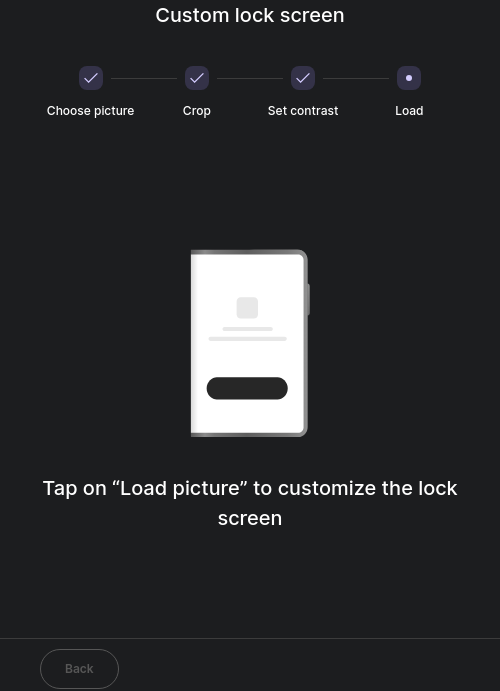 Custom lock screen
Choose picture
Crop
Set contrast
Load
Tap on “Load picture” to customize the lock
screen
Back